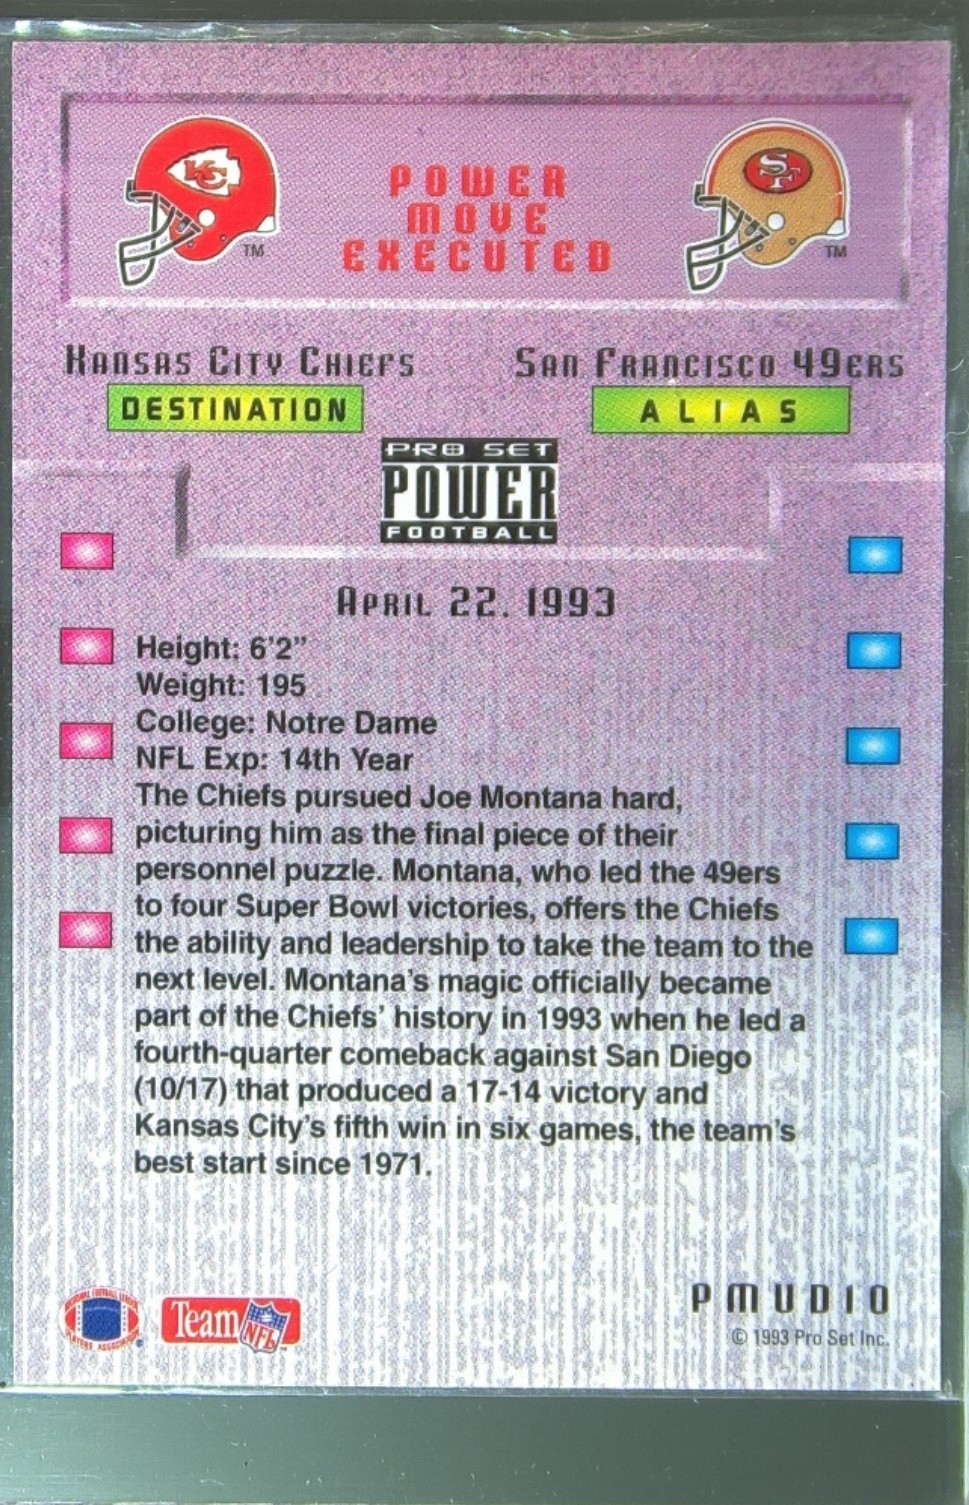 KC
SF
POWER
MOVE
EXECUTED
TM
TM
KANSAS CITY CHIEFS
SAN FRANCISCO 49ERS
DESTINATION
ALIAS
PRO SET
POWER
FOOTBALL
APRIL 22. 1993
Height: 6'2"
Weight: 195
College: Notre Dame
NFL Exp: 14th Year
The Chiefs pursued Joe Montana hard,
picturing him as the final piece of their
personnel puzzle. Montana, who led the 49ers
to four Super Bowl victories, offers the Chiefs
the ability and leadership to take the team to the
next level. Montana's magic officially became
part of the Chiefs' history in 1993 when he led a
fourth-quarter comeback against San Diego
(10/17) that produced a 17-14 victory and
Kansas City's fifth win in six games, the team's
best start since 1971.
PMUD10
Team NFL
© 1993 Pro Set Inc.